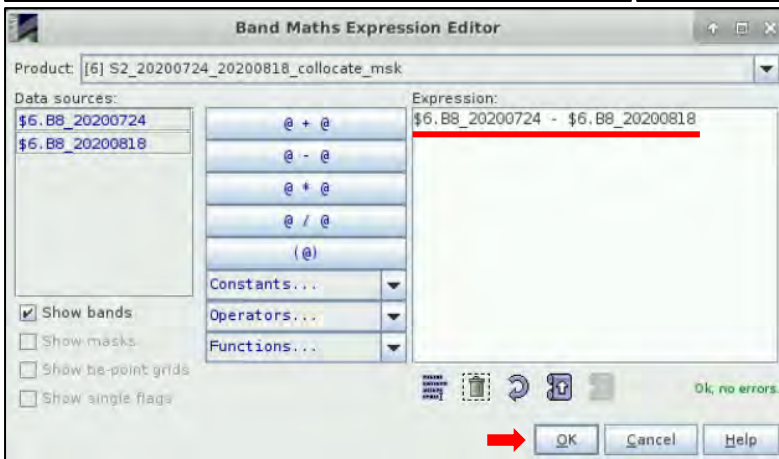 Band Maths Expression Editor
Product: [6] S2_20200724_20200818_collocate_msk
Data sources:
$6.B8_20200724
$6.B8_20200818
@ + @
@ - @
@ * @
@ / @
(@)
Constants...
Operators...
Functions...
Show bands
Show masks
Show tie-point grids
Show single flags
Expression:
$6.B8_20200724 - $6.B8_20200818
Ok, no errors.
OK
Cancel
Help